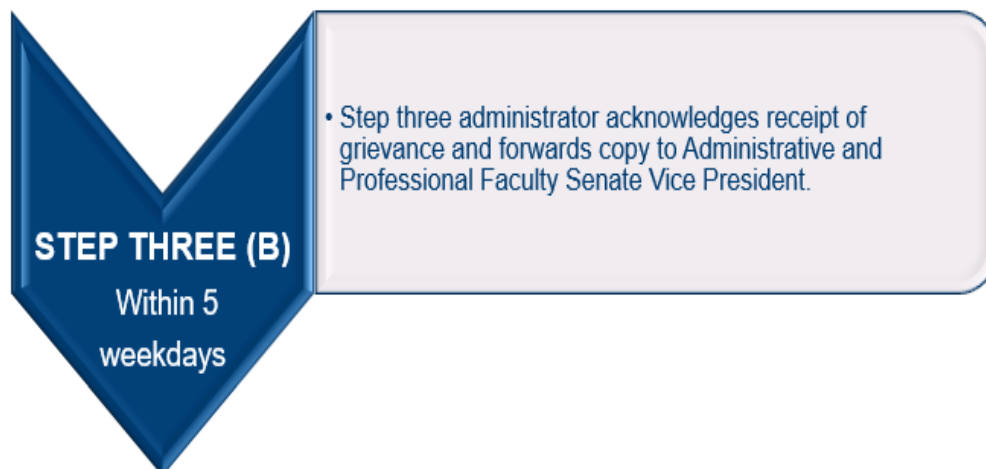 STEP THREE (B)
Within 5
weekdays
• Step three administrator acknowledges receipt of
grievance and forwards copy to Administrative and
Professional Faculty Senate Vice President.